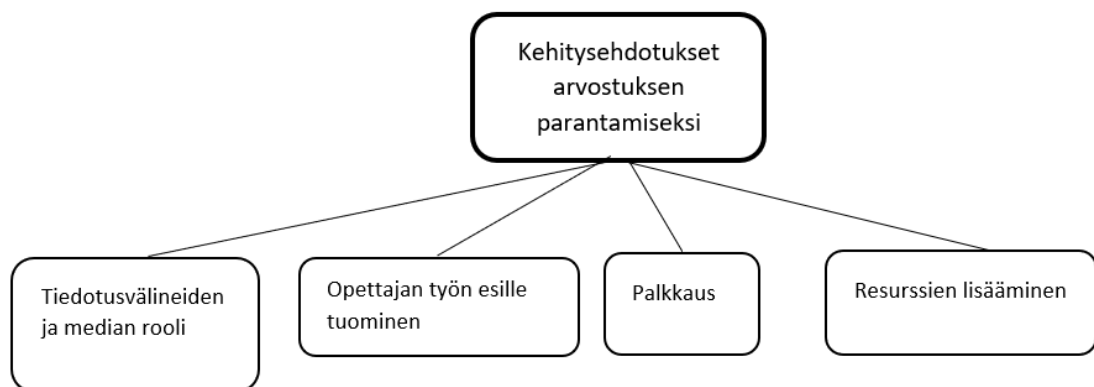 Kehitysehdotukset
arvostuksen
parantamiseksi
Tiedotusvälineiden
ja median rooli
Opettajan työn esille
tuominen
Palkkaus
Resurssien lisääminen